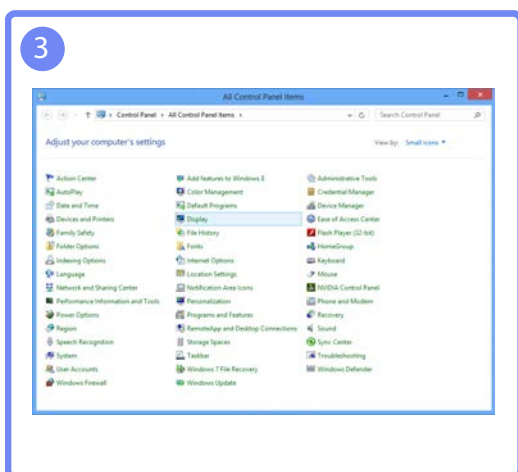 3
All Control Panel Items
Control Panel All Control Panel Items Search Control Panel
Adjust your computer's settings View by: Small icons
Action Center Add features to Windows 8 Administrative Tools
AutoPlay Color Management Credential Manager
Date and Time Default Programs Device Manager
Devices and Printers Display Ease of Access Center
Family Safety File History Flash Player (32-bit)
Folder Options Fonts HomeGroup
Indexing Options Internet Options Keyboard
Language Location Settings Mouse
Network and Sharing Center Notification Area Icons NVIDIA Control Panel
Performance Information and Tools Personalization Phone and Modem
Power Options Programs and Features Recovery
Region RemoteApp and Desktop Connections Sound
Speech Recognition Storage Spaces Sync Center
System Taskbar Troubleshooting
User Accounts Windows 7 File Recovery Windows Defender
Windows Firewall Windows Update